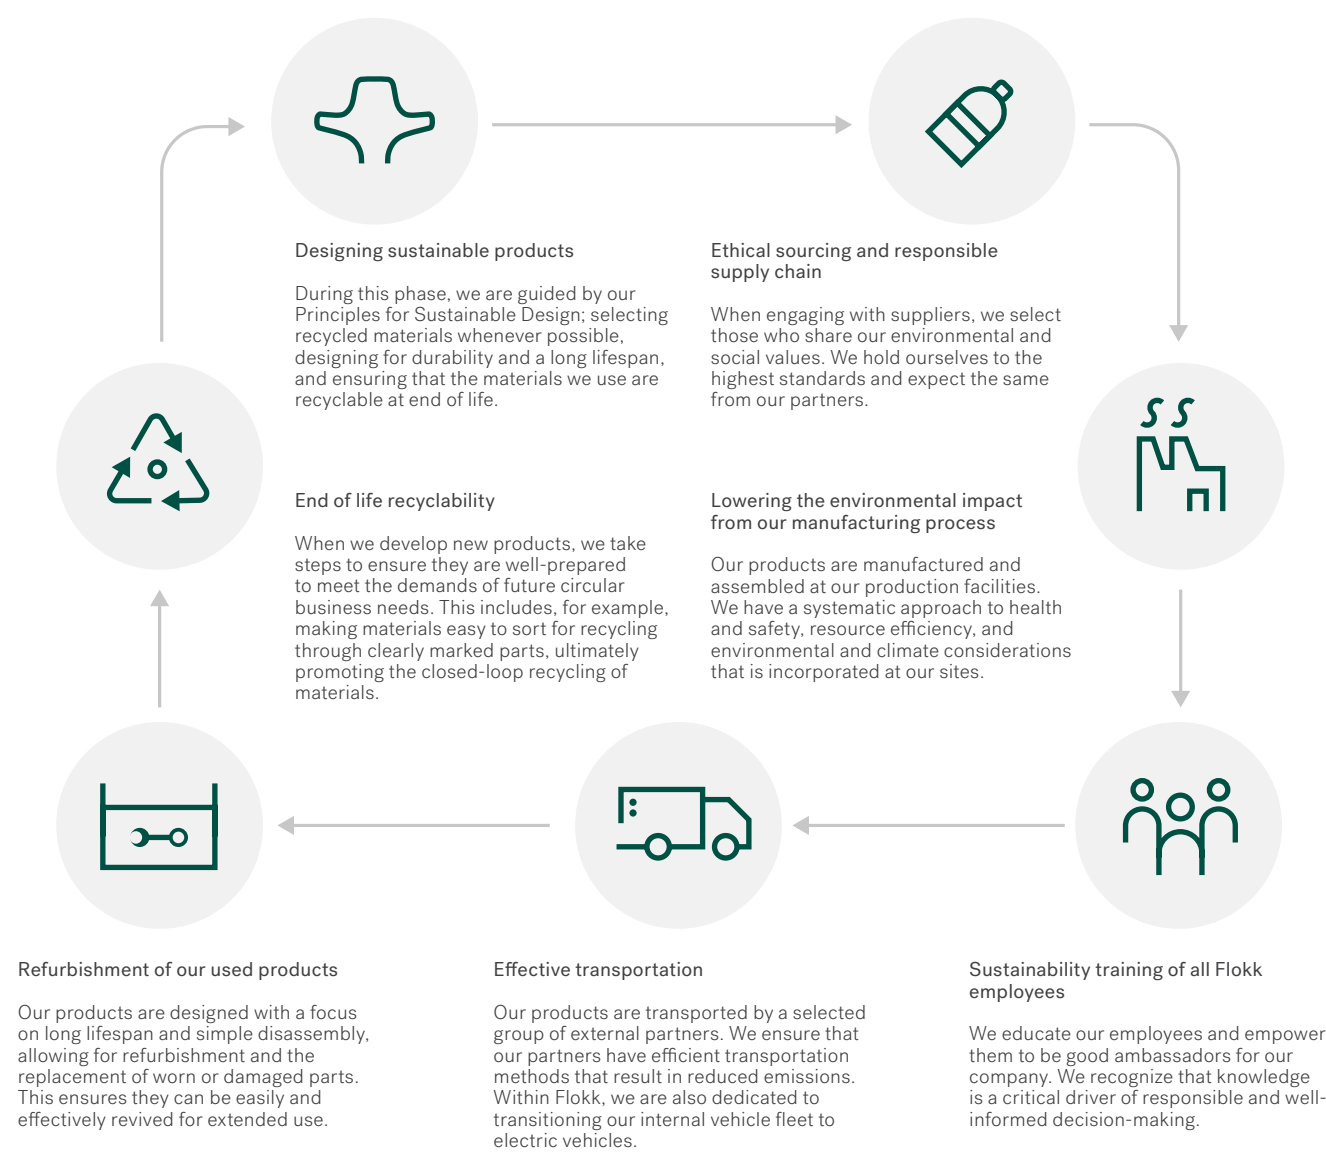 Designing sustainable products
During this phase, we are guided by our
Principles for Sustainable Design; selecting
recycled materials whenever possible,
designing for durability and a long lifespan,
and ensuring that the materials we use are
recyclable at end of life.
Ethical sourcing and responsible
supply chain
When engaging with suppliers, we select
those who share our environmental and
social values. We hold ourselves to the
highest standards and expect the same
from our partners.
End of life recyclability
When we develop new products, we take
steps to ensure they are well-prepared
to meet the demands of future circular
business needs. This includes, for example,
making materials easy to sort for recycling
through clearly marked parts, ultimately
promoting the closed-loop recycling of
materials.
Lowering the environmental impact
from our manufacturing process
Our products are manufactured and
assembled at our production facilities.
We have a systematic approach to health
and safety, resource efficiency, and
environmental and climate considerations
that is incorporated at our sites.
Refurbishment of our used products
Our products are designed with a focus
on long lifespan and simple disassembly,
allowing for refurbishment and the
replacement of worn or damaged parts.
This ensures they can be easily and
effectively revived for extended use.
Effective transportation
Our products are transported by a selected
group of external partners. We ensure that
our partners have efficient transportation
methods that result in reduced emissions.
Within Flokk, we are also dedicated to
transitioning our internal vehicle fleet to
electric vehicles.
Sustainability training of all Flokk
employees
We educate our employees and empower
them to be good ambassadors for our
company. We recognize that knowledge
is a critical driver of responsible and well-
informed decision-making.